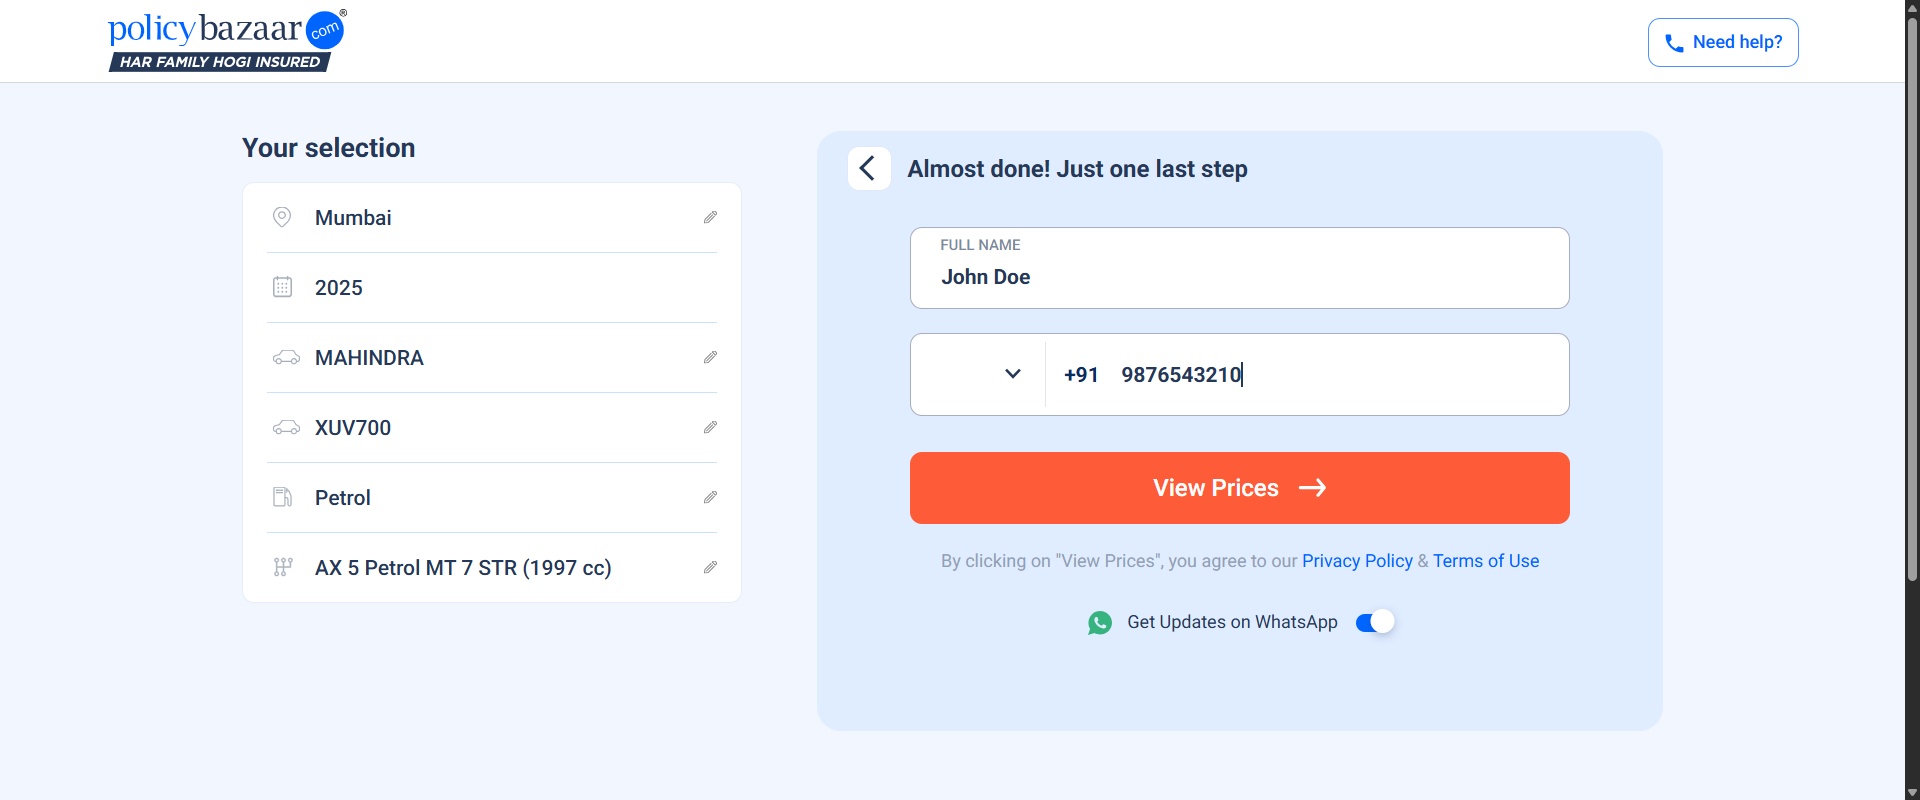 policybazaar.com®
HAR FAMILY HOGI INSURED
Need help?
Your selection
Mumbai
2025
MAHINDRA
XUV700
Petrol
AX 5 Petrol MT 7 STR (1997 cc)
Almost done! Just one last step
FULL NAME
John Doe
+91 9876543210
View Prices
By clicking on "View Prices", you agree to our Privacy Policy & Terms of Use
Get Updates on WhatsApp